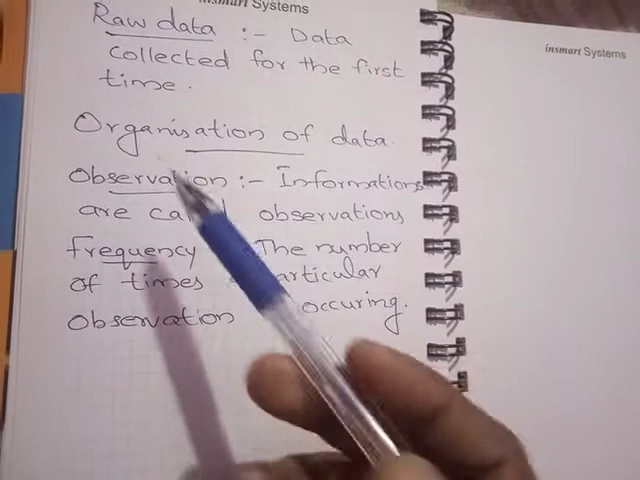 insmart Systems
Raw data :- Data
collected for the first
time.
Organisation of data.
Observation :- Informations
are observations
frequency The number
of times particular
observation occuring.
insmart Systems